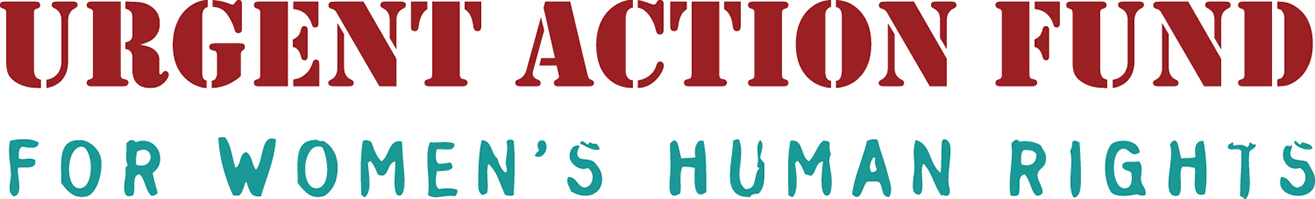 URGENT ACTION FUND
FOR WOMEN'S HUMAN RIGHTS